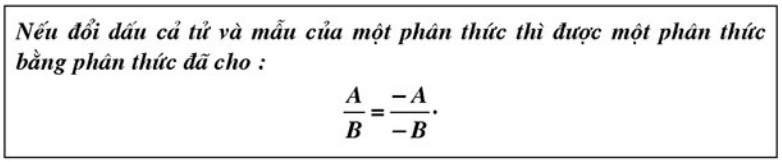 Nếu đổi dấu cả tử và mẫu của một phân thức thì được một phân thức
bằng phân thức đã cho :
A/B = -A/-B.